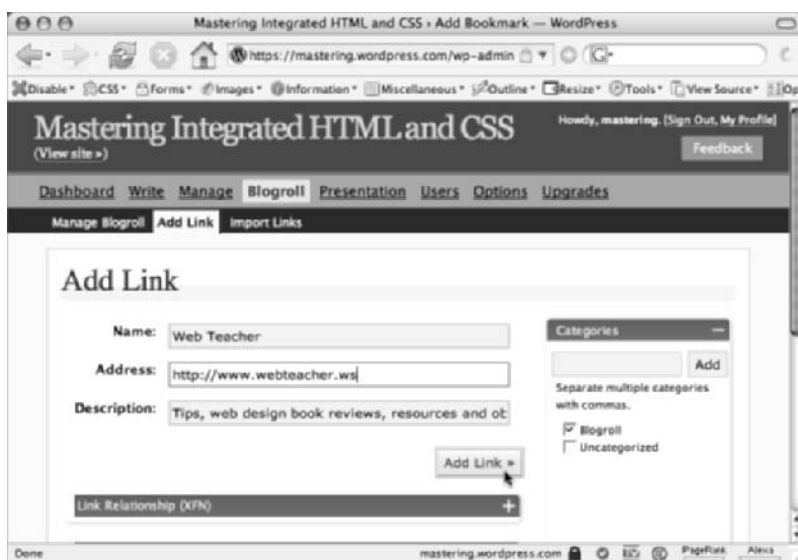 Mastering Integrated HTML and CSS › Add Bookmark — WordPress
https://mastering.wordpress.com/wp-admin
Disable CSS Forms Images Information Miscellaneous Outline Resize Tools View Source Op
Mastering Integrated HTML and CSS
(View site »)
Howdy, mastering. [Sign Out, My Profile]
Feedback
Dashboard Write Manage Blogroll Presentation Users Options Upgrades
Manage Blogroll Add Link Import Links
Add Link
Name: Web Teacher
Address: http://www.webteacher.ws
Description: Tips, web design book reviews, resources and ot
Add Link »
Link Relationship (XFN) +
Categories —
Add
Separate multiple categories
with commas.
Blogroll
Uncategorized
Done mastering.wordpress.com PageRank Alexa